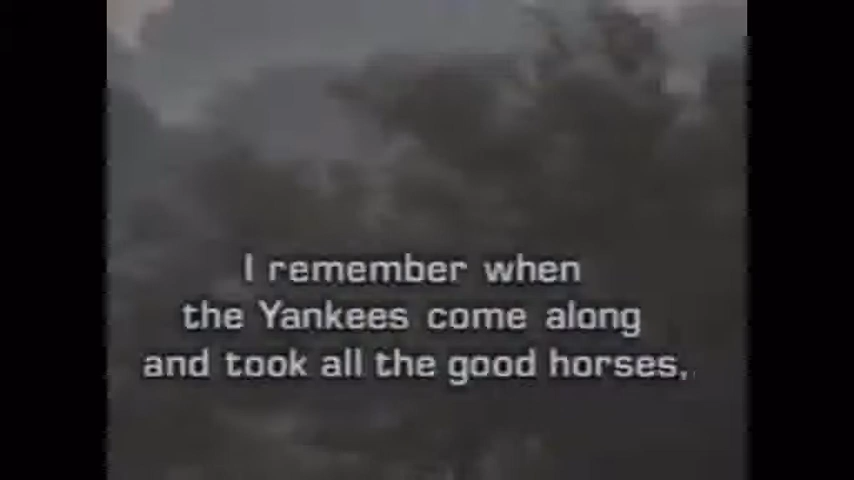 I remember when
the Yankees come along
and took all the good horses,